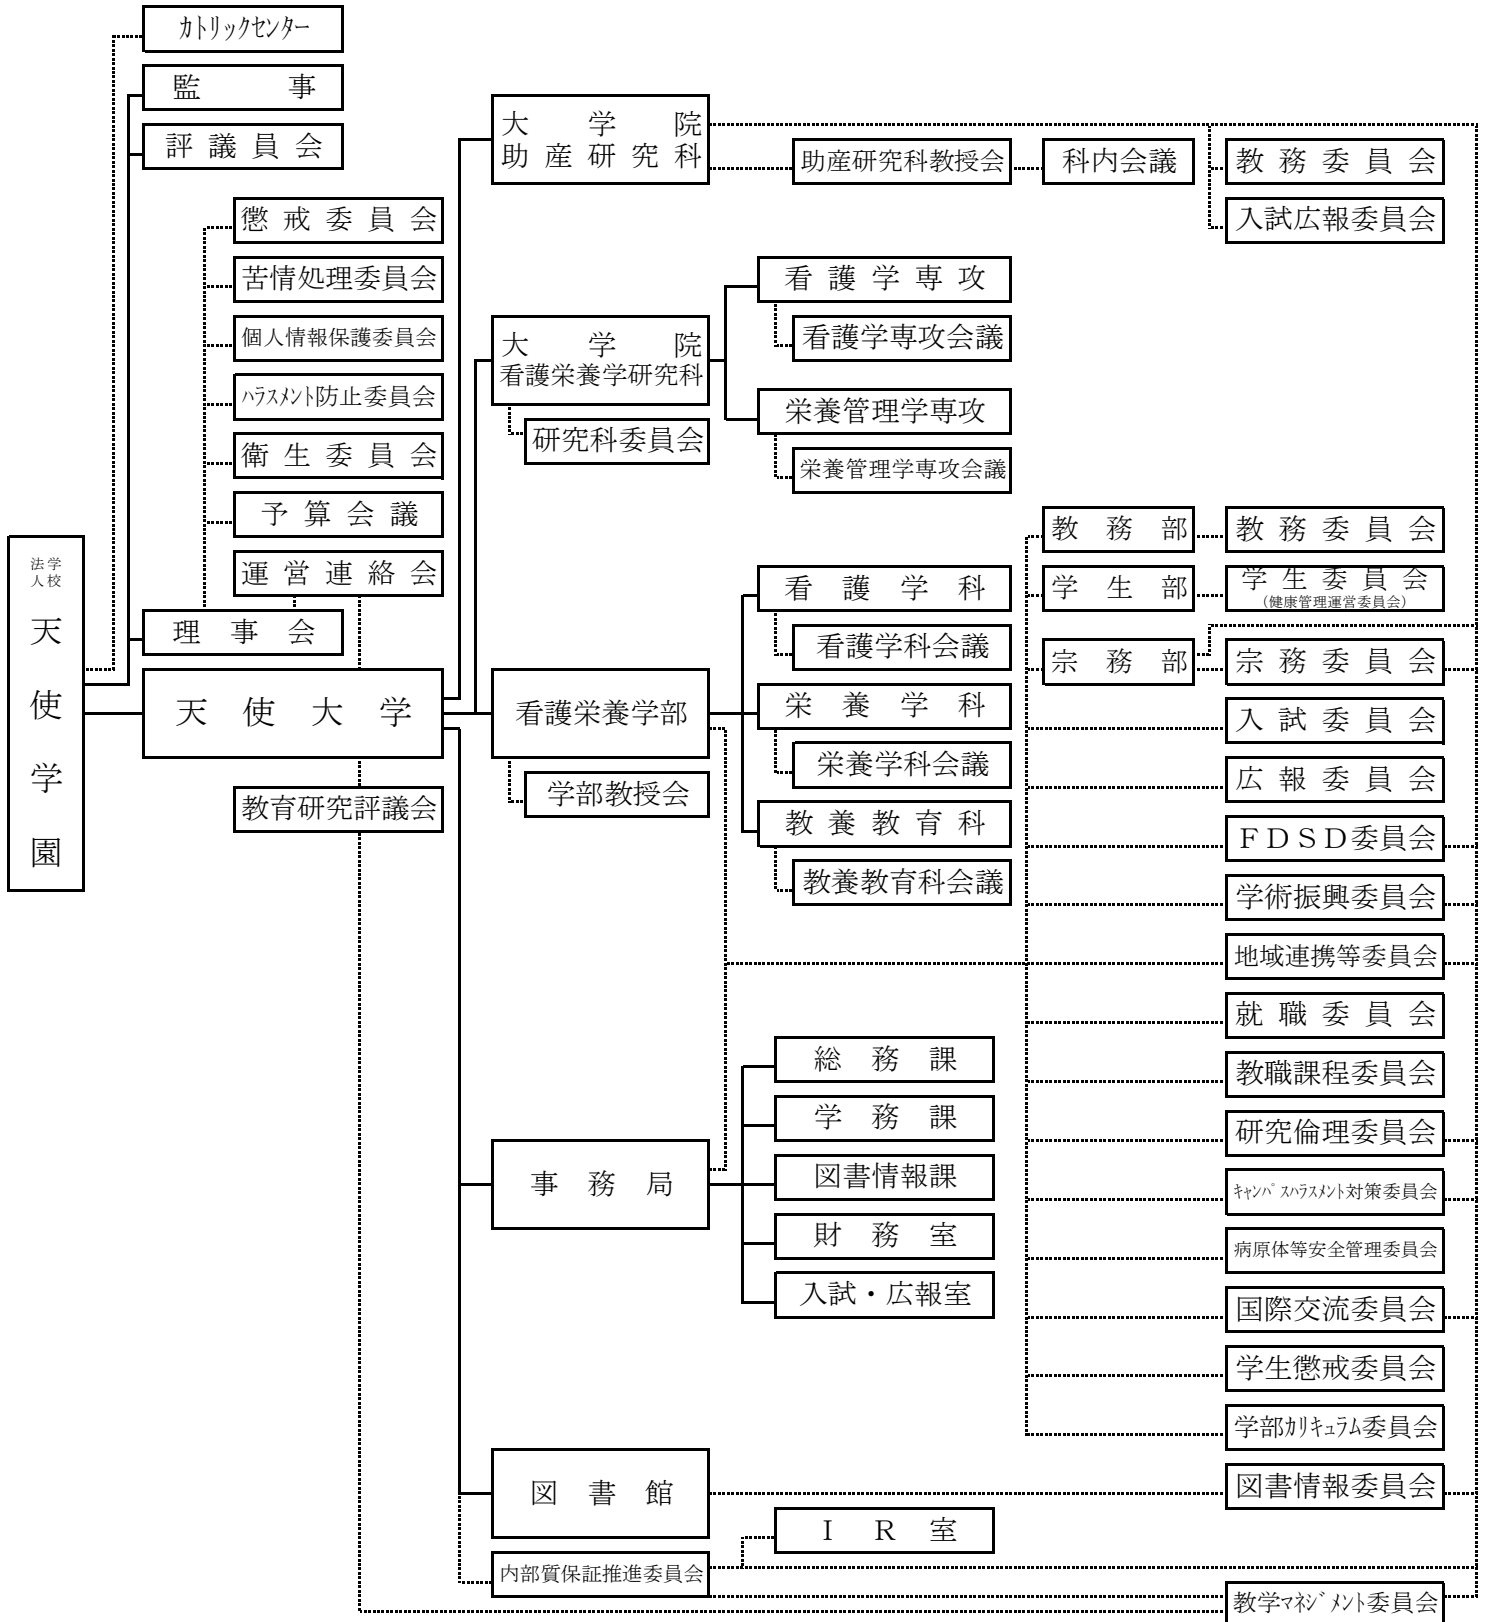 カトリックセンター
監事
評議員会
懲戒委員会
苦情処理委員会
個人情報保護委員会
ハラスメント防止委員会
衛生委員会
予算会議
運営連絡会
理事会
学校
法人
天使学園
天使大学
教育研究評議会
大学院
助産研究科
助産研究科教授会
科内会議
教務委員会
入試広報委員会
大学院
看護栄養学研究科
研究科委員会
看護学専攻
看護学専攻会議
栄養管理学専攻
栄養管理学専攻会議
看護栄養学部
学部教授会
看護学科
看護学科会議
栄養学科
栄養学科会議
教養教育科
教養教育科会議
教務部
教務委員会
学生部
学生委員会
(健康管理運営委員会)
宗務部
宗務委員会
入試委員会
広報委員会
FDSD委員会
学術振興委員会
地域連携等委員会
就職委員会
教職課程委員会
研究倫理委員会
キャンパスハラスメント対策委員会
病原体等安全管理委員会
国際交流委員会
学生懲戒委員会
学部カリキュラム委員会
事務局
総務課
学務課
図書情報課
財務室
入試・広報室
図書館
図書情報委員会
IR室
内部質保証推進委員会
教学マネジメント委員会